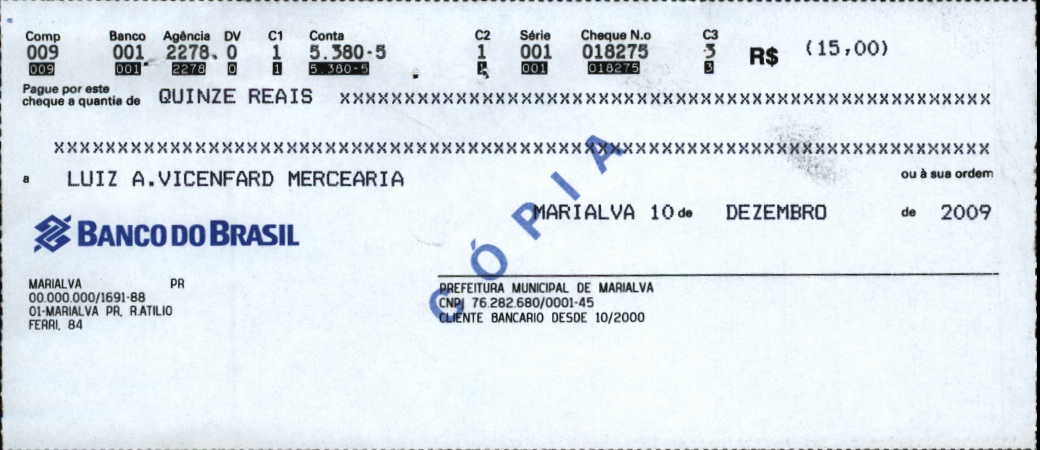 Comp Banco Agência DV C1 Conta C2 Série Cheque N.o C3
009 001 2278 0 1 5.380-5 1 001 018275 3 R$ (15,00)
009 001 2278 0 1 5.380-5 001 018275 3
Pague por este
cheque a quantia de QUINZE REAIS xxxxxxxxxxxxxxxxxxxxxxxxxxxxxxxxxxxxxxxxxxxxxxxxxxxxxxxxxxxx
xxxxxxxxxxxxxxxxxxxxxxxxxxxxxxxxxxxxxxxxxxxxxxxxxxxxxxxxxxxxxxxxxxxxxxxxxxxxxxxxxxxxxxx
a LUIZ A.VICENFARD MERCEARIA ou à sua ordem
MARIALVA 10 de DEZEMBRO de 2009
BANCO DO BRASIL
CÓPIA
MARIALVA PR
00.000.000/1691-88
01-MARIALVA PR, R.ATILIO
FERRI, 84
PREFEITURA MUNICIPAL DE MARIALVA
CNPJ 76.282.680/0001-45
CLIENTE BANCARIO DESDE 10/2000